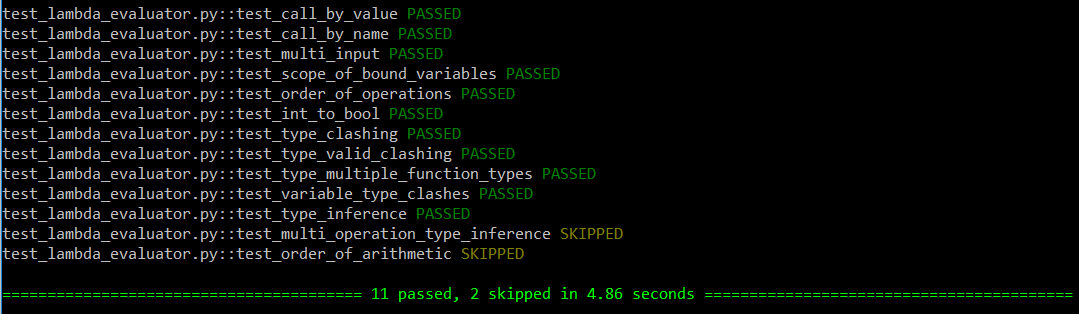 test_lambda_evaluator.py::test_call_by_value PASSED
test_lambda_evaluator.py::test_call_by_name PASSED
test_lambda_evaluator.py::test_multi_input PASSED
test_lambda_evaluator.py::test_scope_of_bound_variables PASSED
test_lambda_evaluator.py::test_order_of_operations PASSED
test_lambda_evaluator.py::test_int_to_bool PASSED
test_lambda_evaluator.py::test_type_clashing PASSED
test_lambda_evaluator.py::test_type_valid_clashing PASSED
test_lambda_evaluator.py::test_type_multiple_function_types PASSED
test_lambda_evaluator.py::test_variable_type_clashes PASSED
test_lambda_evaluator.py::test_type_inference PASSED
test_lambda_evaluator.py::test_multi_operation_type_inference SKIPPED
test_lambda_evaluator.py::test_order_of_arithmetic SKIPPED
======================================== 11 passed, 2 skipped in 4.86 seconds =========================================